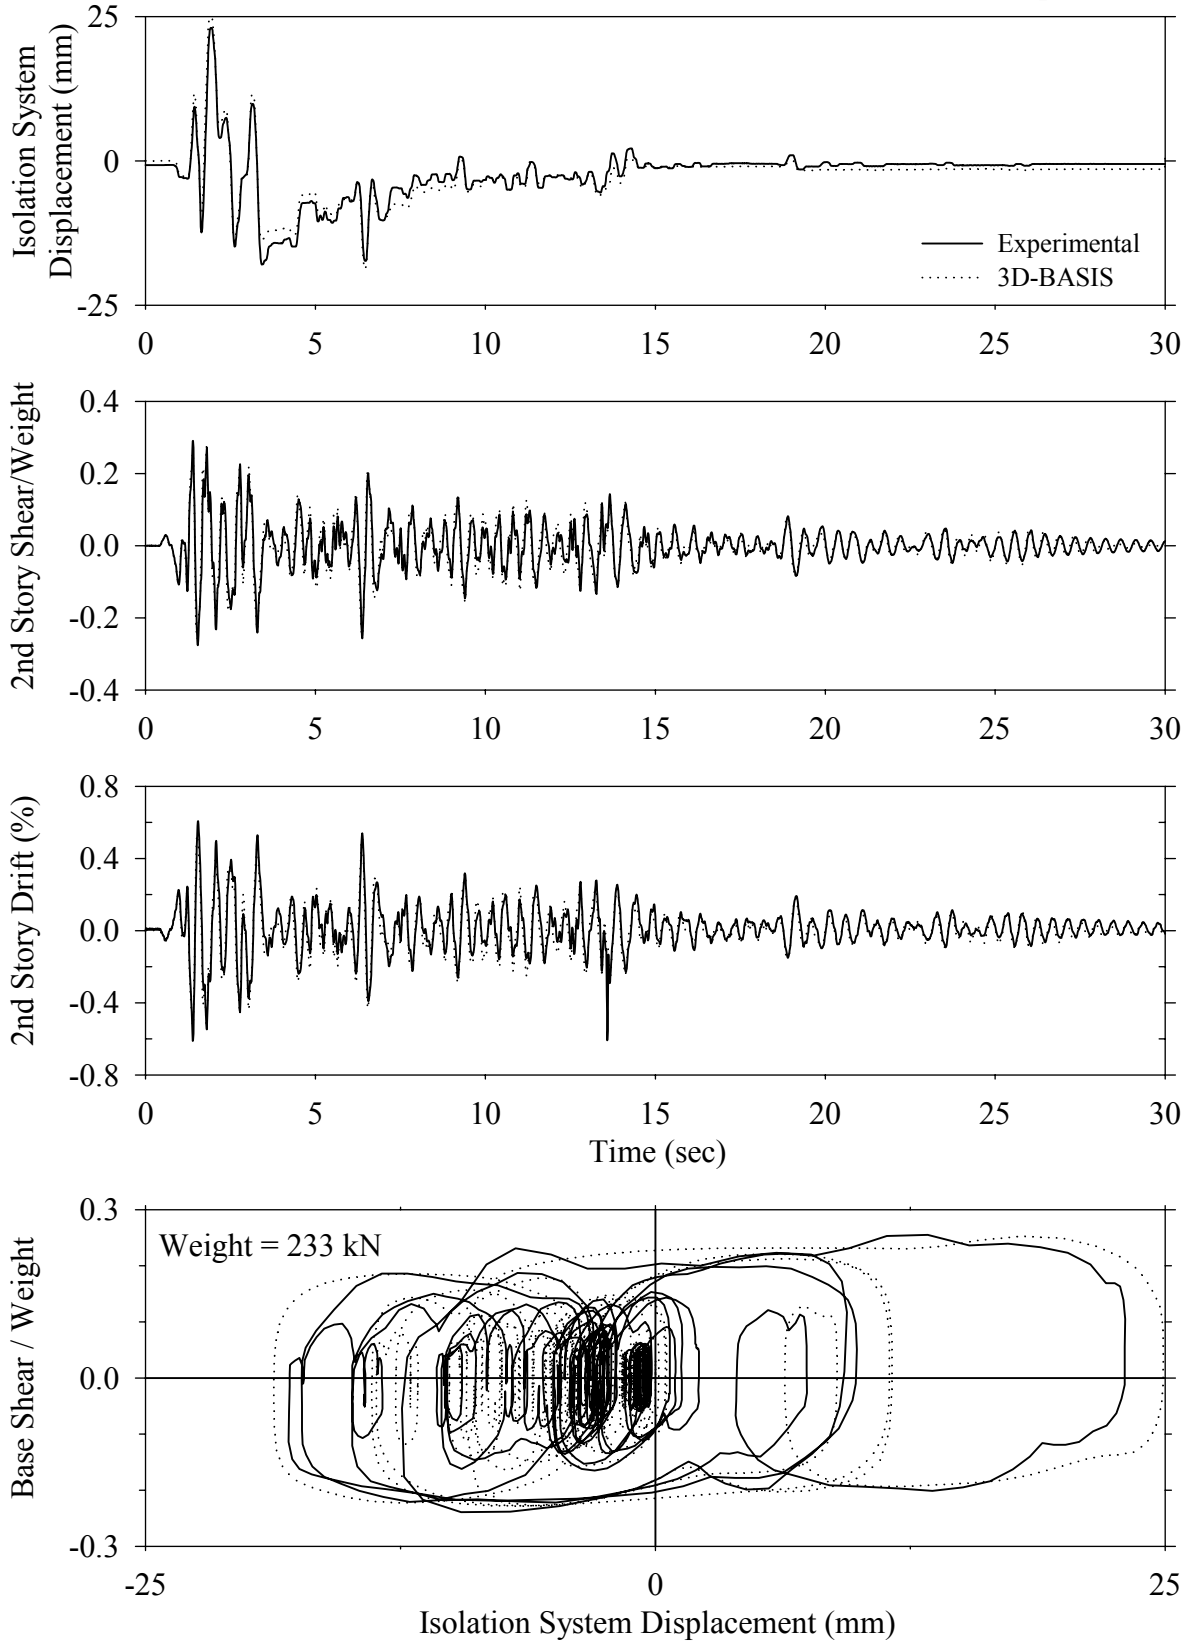 25
Isolation System
Displacement (mm)
0
Experimental
3D-BASIS
-25
0 5 10 15 20 25 30
0.4
0.2
2nd Story Shear/Weight
0.0
-0.2
-0.4
0 5 10 15 20 25 30
0.8
0.4
2nd Story Drift (%)
0.0
-0.4
-0.8
0 5 10 15 20 25 30
Time (sec)
0.3
Weight = 233 kN
Base Shear / Weight
0.0
-0.3
-25 0 25
Isolation System Displacement (mm)